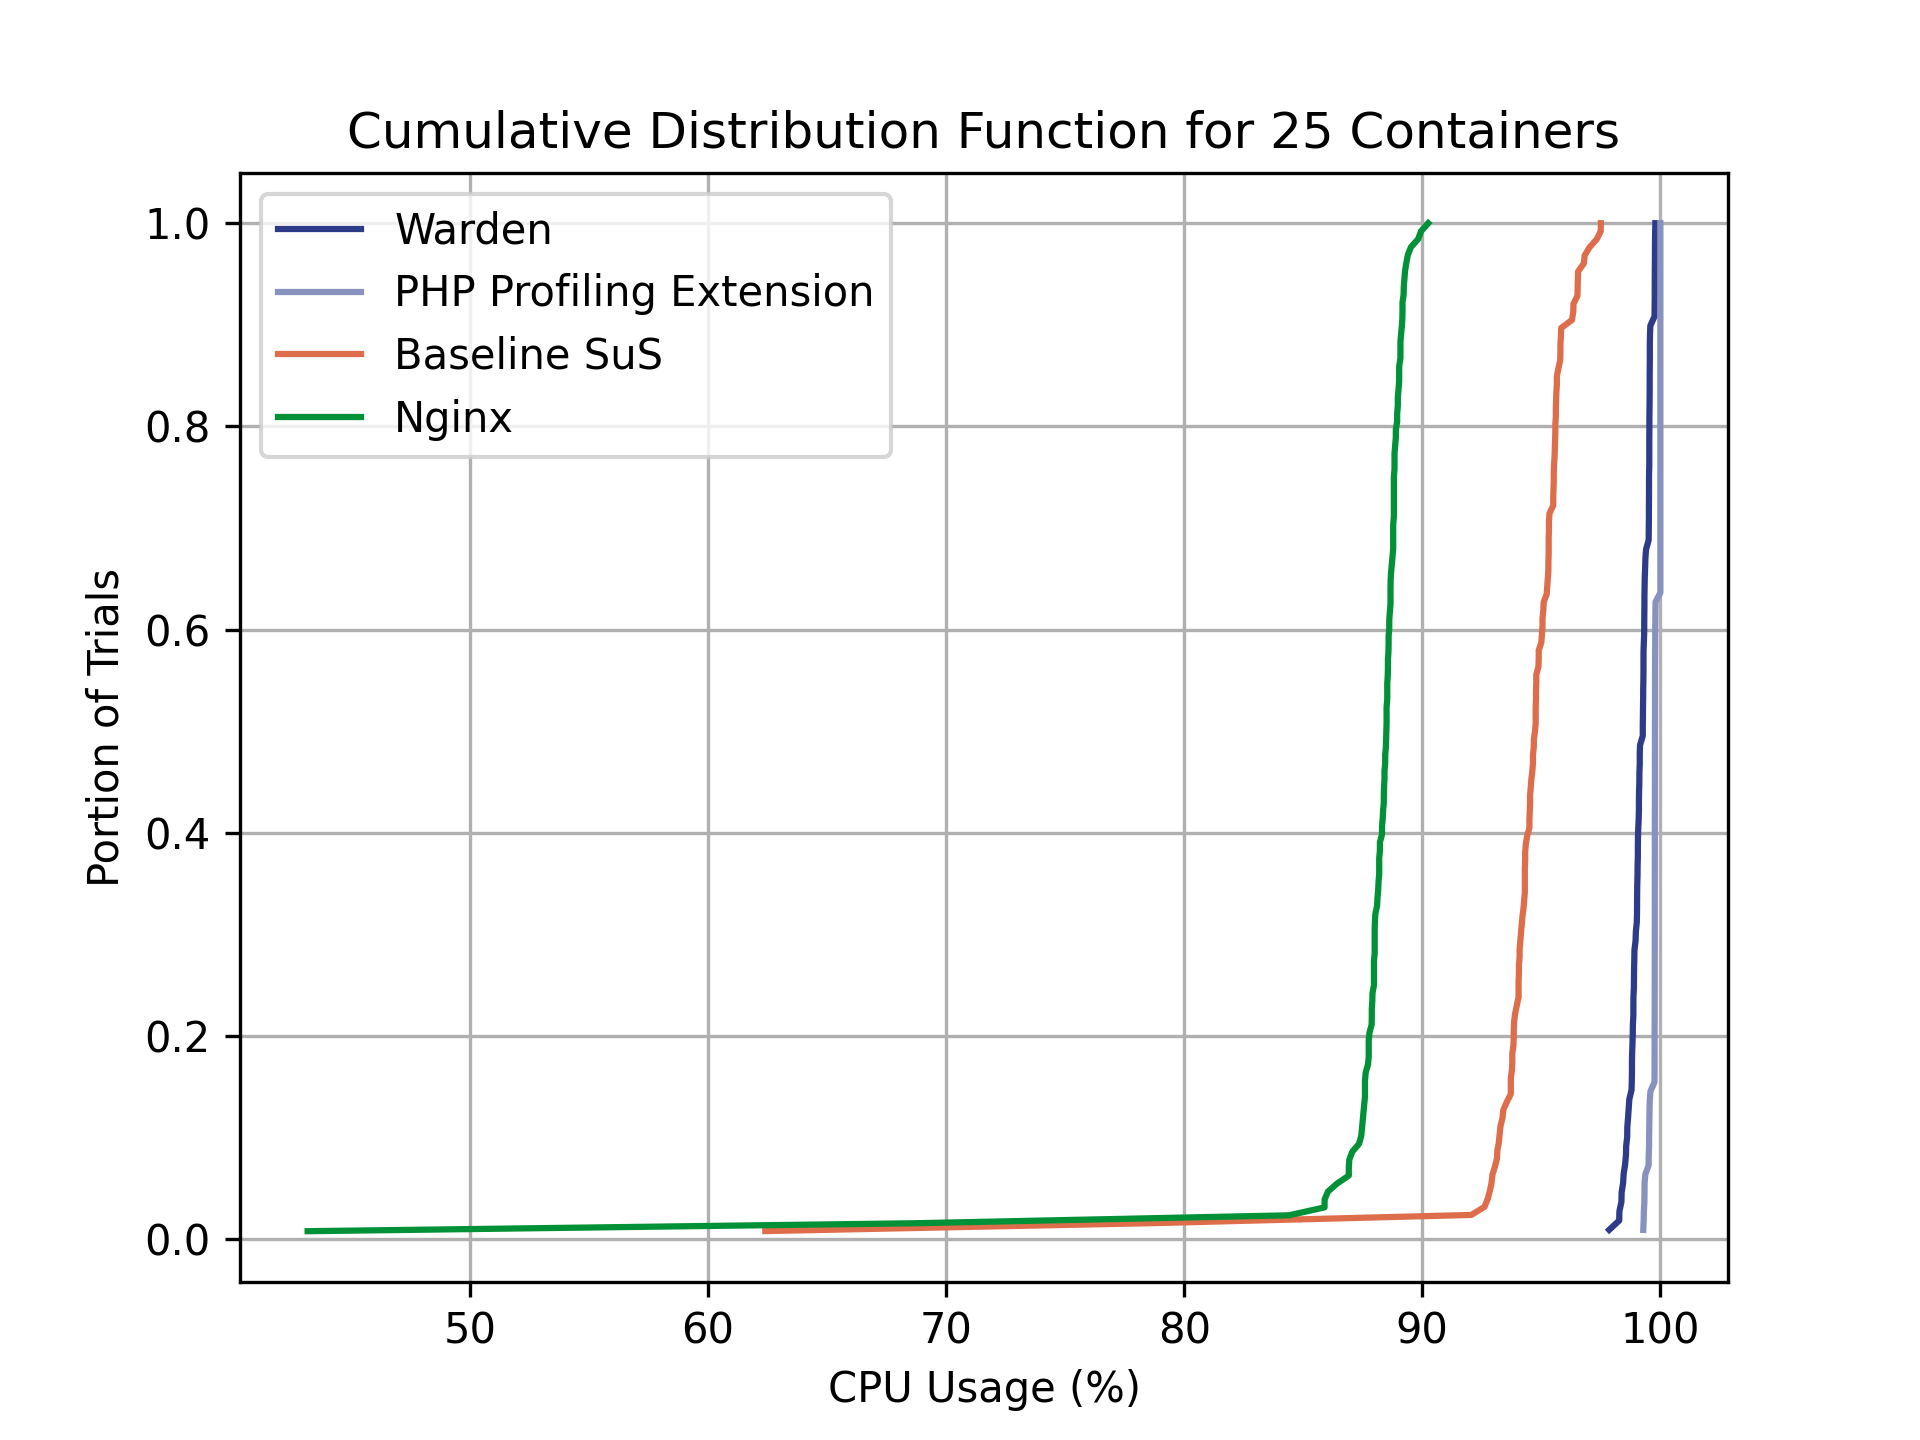 Cumulative Distribution Function for 25 Containers
Warden
PHP Profiling Extension
Baseline SuS
Nginx
1.0
0.8
0.6
0.4
0.2
0.0
Portion of Trials
50 60 70 80 90 100
CPU Usage (%)